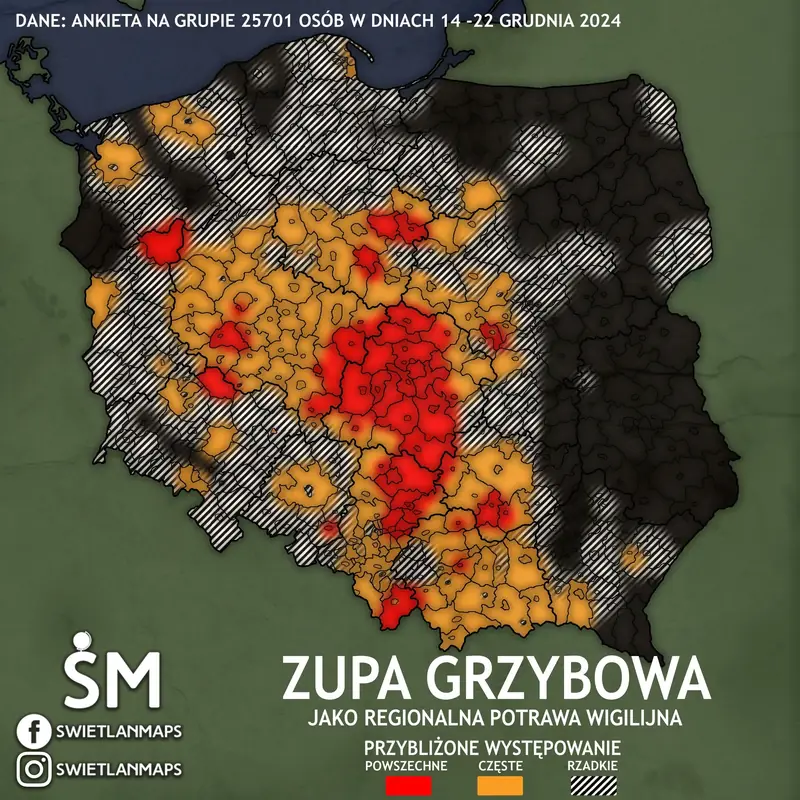 DANE: ANKIETA NA GRUPIE 25701 OSÓB W DNIACH 14 -22 GRUDNIA 2024
ŚM
SWIETLANMAPS
SWIETLANMAPS
ZUPA GRZYBOWA
JAKO REGIONALNA POTRAWA WIGILIJNA
PRZYBLIŻONE WYSTĘPOWANIE
POWSZECHNE CZĘSTE RZADKIE